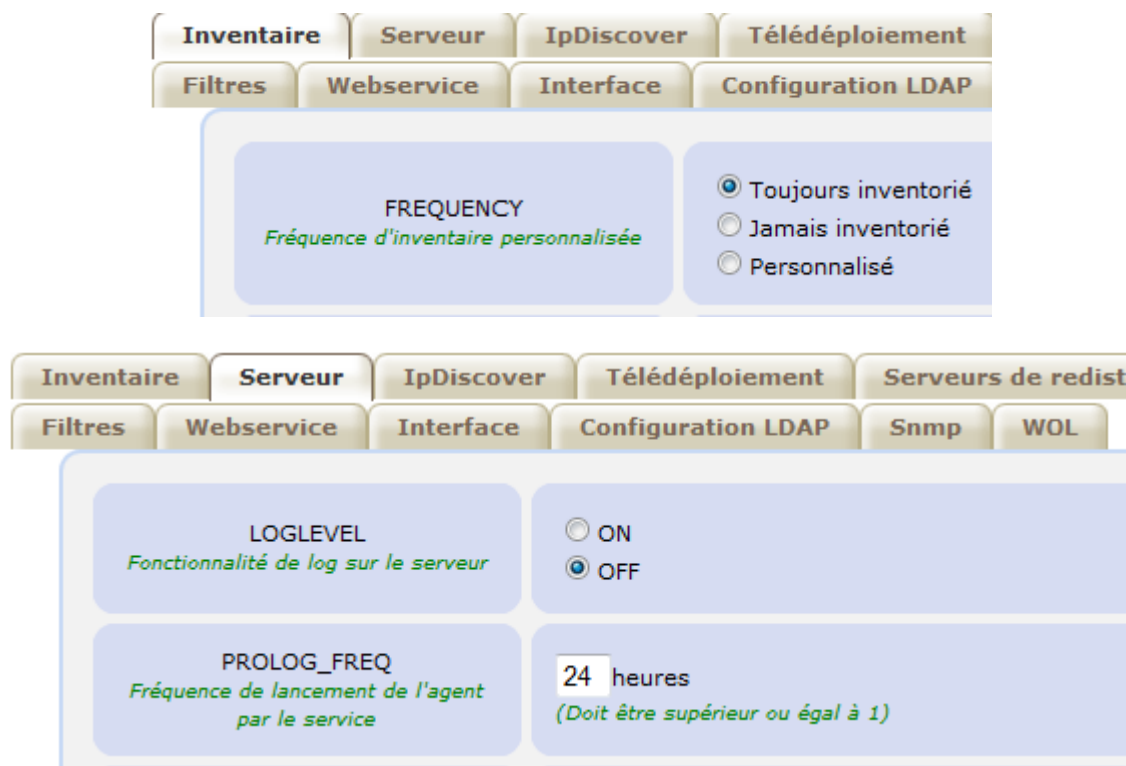 Inventaire Serveur IpDiscover Télédéploiement
Filtres Webservice Interface Configuration LDAP
FREQUENCY
Fréquence d'inventaire personnalisée
Toujours inventorié
Jamais inventorié
Personnalisé
Inventaire Serveur IpDiscover Télédéploiement Serveurs de redist
Filtres Webservice Interface Configuration LDAP Snmp WOL
LOGLEVEL
Fonctionnalité de log sur le serveur
ON
OFF
PROLOG_FREQ
Fréquence de lancement de l'agent
par le service
24 heures
(Doit être supérieur ou égal à 1)